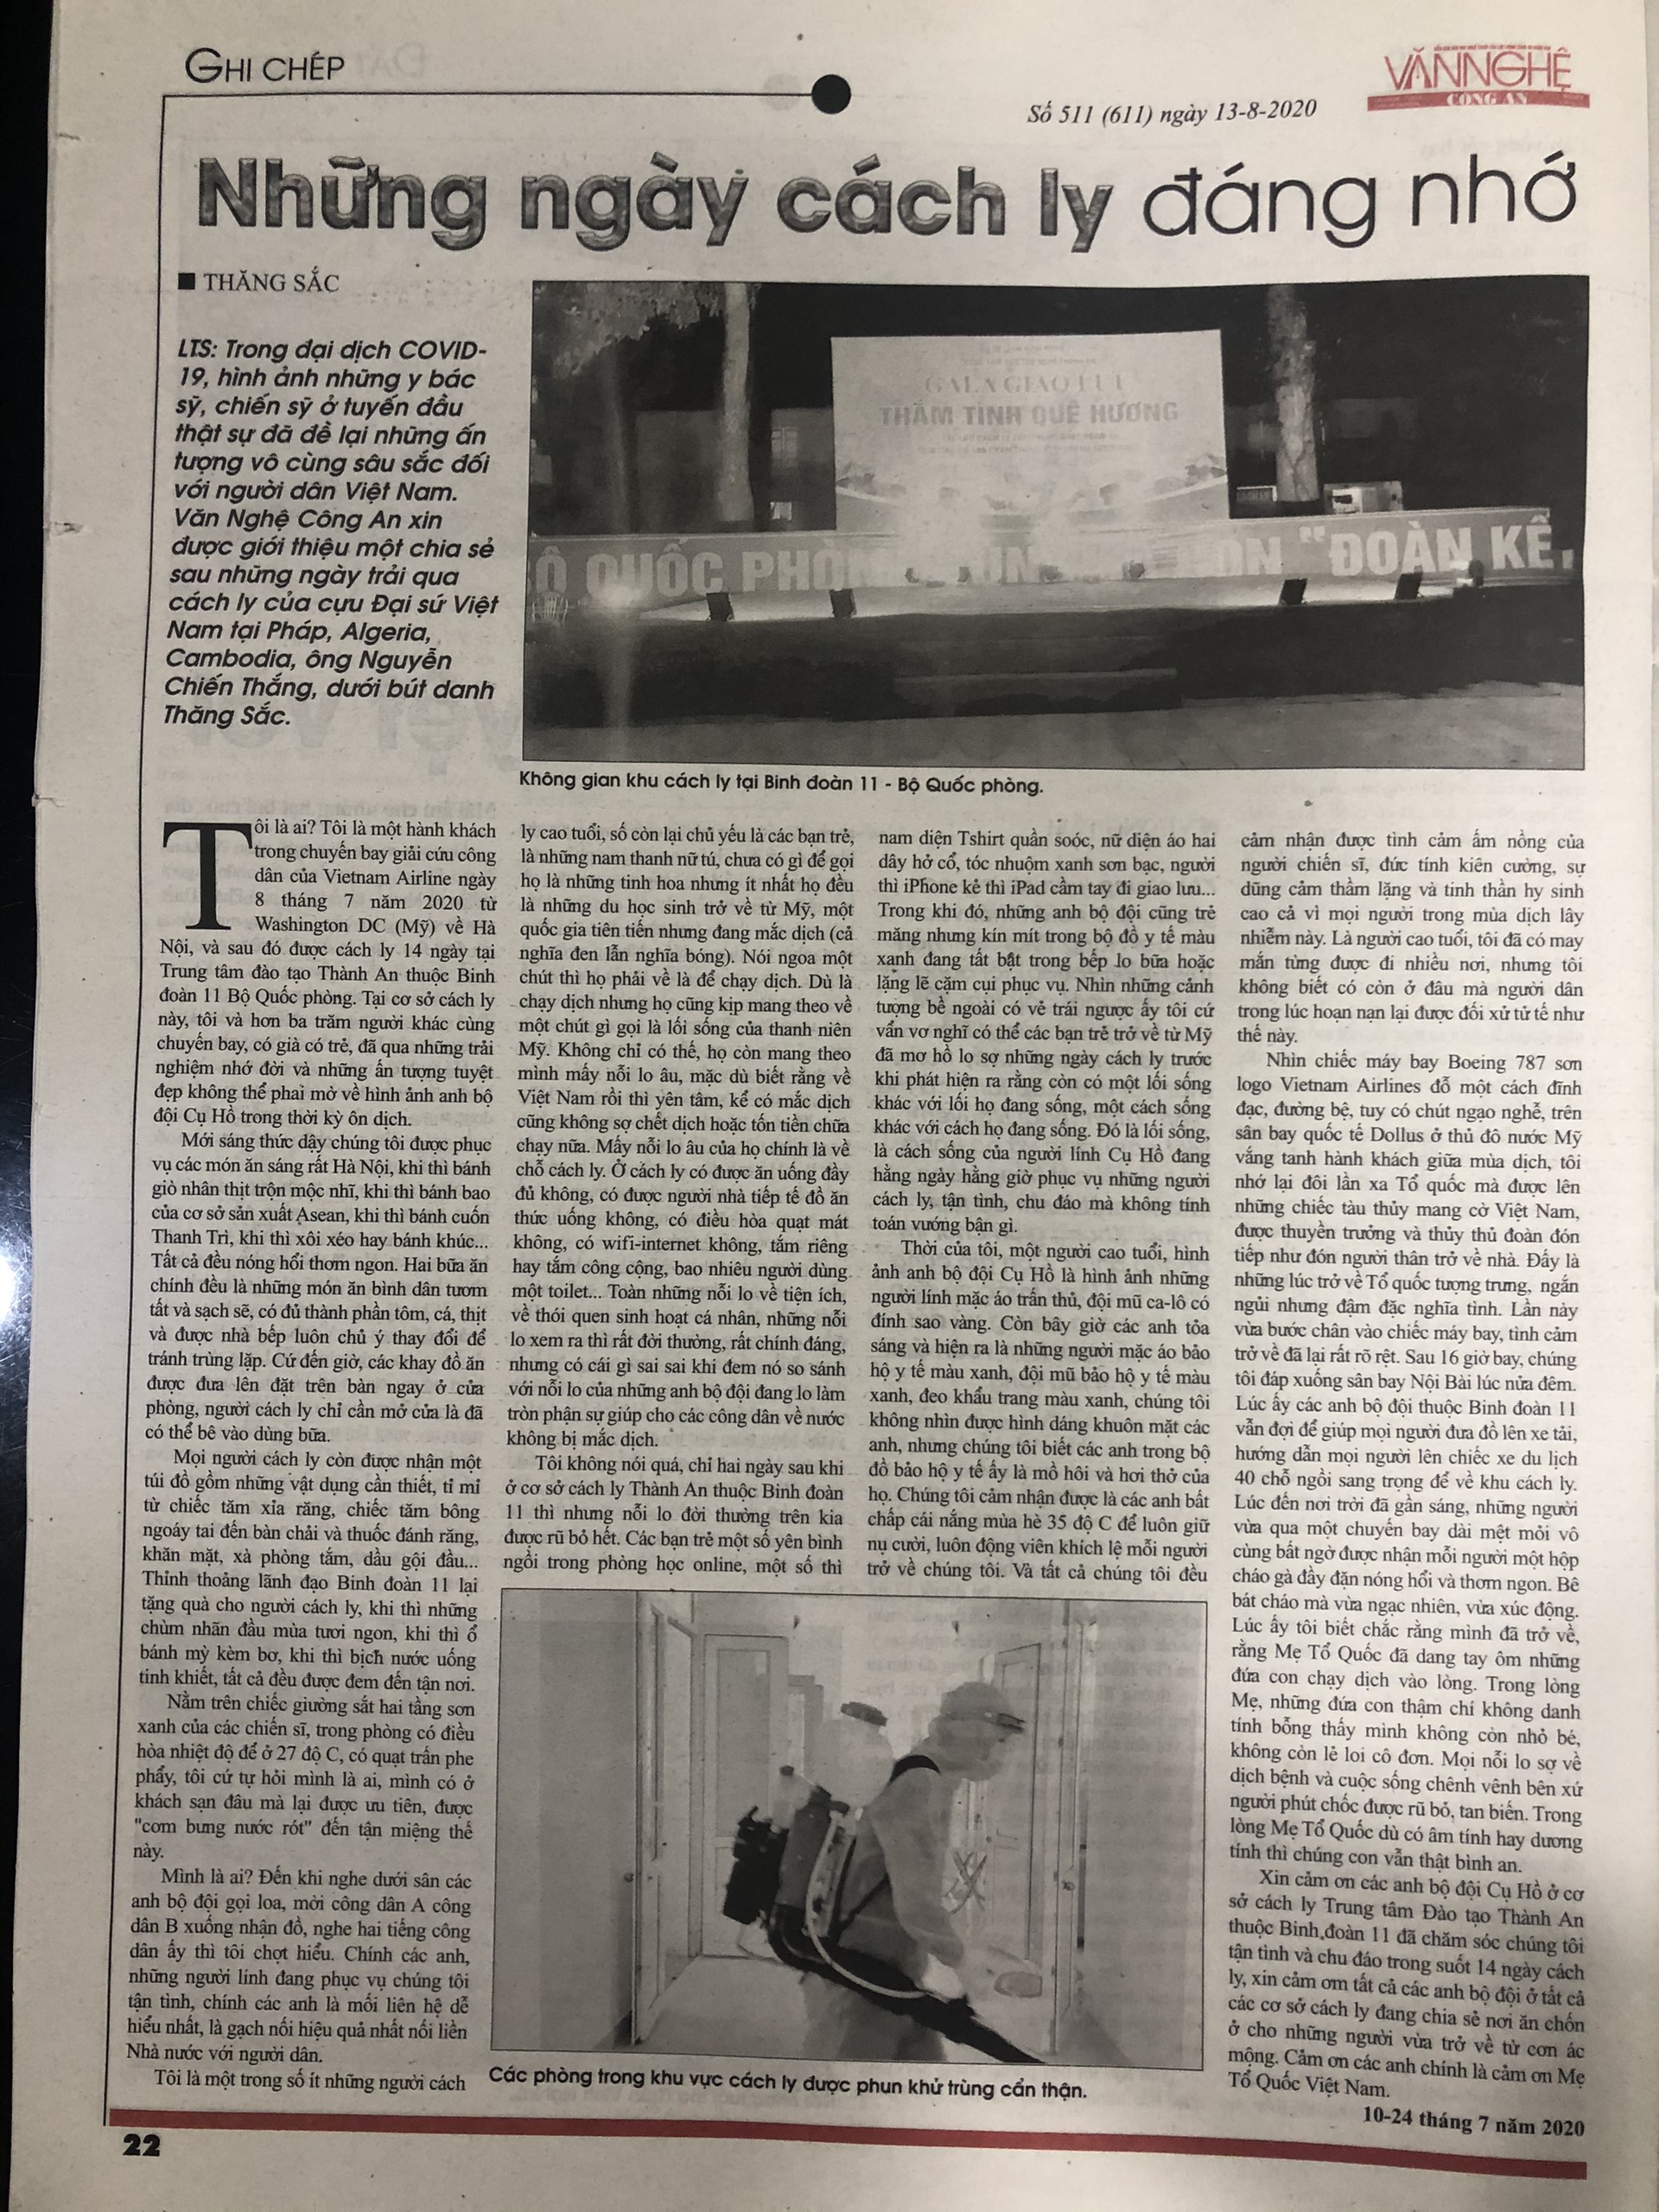 GHI CHÉP
Số 511 (611) ngày 13-8-2020
VĂN NGHỆ
CÔNG AN
Những ngày cách ly đáng nhớ
■ THĂNG SẮC
LTS: Trong đại dịch COVID-
19, hình ảnh những y bác
sỹ, chiến sỹ ở tuyến đầu
thật sự đã để lại những ấn
tượng vô cùng sâu sắc đối
với người dân Việt Nam.
Văn Nghệ Công An xin
được giới thiệu một chia sẻ
sau những ngày trải qua
cách ly của cựu Đại sứ Việt
Nam tại Pháp, Algeria,
Cambodia, ông Nguyễn
Chiến Thắng, dưới bút danh
Thăng Sắc.
GALA GIAO LƯU
THẮM TÌNH QUÊ HƯƠNG
QUỐC PHÒNG
"ĐOÀN KẾ
Không gian khu cách ly tại Binh đoàn 11 - Bộ Quốc phòng.
Tôi là ai? Tôi là một hành khách
trong chuyến bay giải cứu công
dân của Vietnam Airline ngày
8 tháng 7 năm 2020 từ
Washington DC (Mỹ) về Hà
Nội, và sau đó được cách ly 14 ngày tại
Trung tâm đào tạo Thành An thuộc Binh
đoàn 11 Bộ Quốc phòng. Tại cơ sở cách ly
này, tôi và hơn ba trăm người khác cùng
chuyến bay, có già có trẻ, đã qua những trải
nghiệm nhớ đời và những ấn tượng tuyệt
đẹp không thể phai mờ về hình ảnh anh bộ
đội Cụ Hồ trong thời kỳ ôn dịch.
Mới sáng thức dậy chúng tôi được phục
vụ các món ăn sáng rất Hà Nội, khi thì bánh
giò nhân thịt trộn mộc nhĩ, khi thì bánh bao
của cơ sở sản xuất Asean, khi thì bánh cuốn
Thanh Trì, khi thì xôi xéo hay bánh khúc...
Tất cả đều nóng hổi thơm ngon. Hai bữa ăn
chính đều là những món ăn bình dân tươm
tất và sạch sẽ, có đủ thành phần tôm, cá, thịt
và được nhà bếp luôn chú ý thay đổi để
tránh trùng lặp. Cứ đến giờ, các khay đồ ăn
được đưa lên đặt trên bàn ngay ở cửa
phòng, người cách ly chỉ cần mở cửa là đã
có thể bê vào dùng bữa.
Mọi người cách ly còn được nhận một
túi đồ gồm những vật dụng cần thiết, tỉ mỉ
từ chiếc tăm xỉa răng, chiếc tăm bông
ngoáy tai đến bàn chải và thuốc đánh răng,
khăn mặt, xà phòng tắm, dầu gội đầu...
Thỉnh thoảng lãnh đạo Binh đoàn 11 lại
tặng quà cho người cách ly, khi thì những
chùm nhãn đầu mùa tươi ngon, khi thì ổ
bánh mỳ kèm bơ, khi thì bịch nước uống
tinh khiết, tất cả đều được đem đến tận nơi.
Nằm trên chiếc giường sắt hai tầng sơn
xanh của các chiến sĩ, trong phòng có điều
hòa nhiệt độ để ở 27 độ C, có quạt trần phe
phẩy, tôi cứ tự hỏi mình là ai, mình có ở
khách sạn đâu mà lại được ưu tiên, được
"cơm bưng nước rót" đến tận miệng thế
này.
Mình là ai? Đến khi nghe dưới sân các
anh bộ đội gọi loa, mời công dân A công
dân B xuống nhận đồ, nghe hai tiếng công
dân ấy thì tôi chợt hiểu. Chính các anh,
những người lính đang phục vụ chúng tôi
tận tình, chính các anh là mối liên hệ dễ
hiểu nhất, là gạch nối hiệu quả nhất nối liền
Nhà nước với người dân.
Tôi là một trong số ít những người cách
ly cao tuổi, số còn lại chủ yếu là các bạn trẻ,
là những nam thanh nữ tú, chưa có gì để gọi
họ là những tinh hoa nhưng ít nhất họ đều
là những du học sinh trở về từ Mỹ, một
quốc gia tiên tiến nhưng đang mắc dịch (cả
nghĩa đen lẫn nghĩa bóng). Nói ngoa một
chút thì họ phải về là để chạy dịch. Dù là
chạy dịch nhưng họ cũng kịp mang theo về
một chút gì gọi là lối sống của thanh niên
Mỹ. Không chỉ có thế, họ còn mang theo
mình mấy nỗi lo âu, mặc dù biết rằng về
Việt Nam rồi thì yên tâm, kể có mắc dịch
cũng không sợ chết dịch hoặc tốn tiền chữa
chạy nữa. Mấy nỗi lo âu của họ chính là về
chỗ cách ly. Ở cách ly có được ăn uống đầy
đủ không, có được người nhà tiếp tế đồ ăn
thức uống không, có điều hòa quạt mát
không, có wifi-internet không, tắm riêng
hay tắm công cộng, bao nhiêu người dùng
một toilet... Toàn những nỗi lo về tiện ích,
về thói quen sinh hoạt cá nhân, những nỗi
lo xem ra thì rất đời thường, rất chính đáng,
nhưng có cái gì sai sai khi đem nó so sánh
với nỗi lo của những anh bộ đội đang lo làm
tròn phận sự giúp cho các công dân về nước
không bị mắc dịch.
Tôi không nói quá, chỉ hai ngày sau khi
ở cơ sở cách ly Thành An thuộc Binh đoàn
11 thì nhưng nỗi lo đời thường trên kia
được rũ bỏ hết. Các bạn trẻ một số yên bình
ngồi trong phòng học online, một số thì
nam diện Tshirt quần soóc, nữ diện áo hai
dây hở cổ, tóc nhuộm xanh sơn bạc, người
thì iPhone kẻ thì iPad cầm tay đi giao lưu...
Trong khi đó, những anh bộ đội cũng trẻ
măng nhưng kín mít trong bộ đồ y tế màu
xanh đang tất bật trong bếp lo bữa hoặc
lặng lẽ cặm cụi phục vụ. Nhìn những cảnh
tượng bề ngoài có vẻ trái ngược ấy tôi cứ
vẩn vơ nghĩ có thể các bạn trẻ trở về từ Mỹ
đã mơ hồ lo sợ những ngày cách ly trước
khi phát hiện ra rằng còn có một lối sống
khác với lối họ đang sống, một cách sống
khác với cách họ đang sống. Đó là lối sống,
là cách sống của người lính Cụ Hồ đang
hằng ngày hằng giờ phục vụ những người
cách ly, tận tình, chu đáo mà không tính
toán vướng bận gì.
Thời của tôi, một người cao tuổi, hình
ảnh anh bộ đội Cụ Hồ là hình ảnh những
người lính mặc áo trấn thủ, đội mũ ca-lô có
đính sao vàng. Còn bây giờ các anh tỏa
sáng và hiện ra là những người mặc áo bảo
hộ y tế màu xanh, đội mũ bảo hộ y tế màu
xanh, đeo khẩu trang màu xanh, chúng tôi
không nhìn được hình dáng khuôn mặt các
anh, nhưng chúng tôi biết các anh trong bộ
đồ bảo hộ y tế ấy là mồ hôi và hơi thở của
họ. Chúng tôi cảm nhận được là các anh bất
chấp cái nắng mùa hè 35 độ C để luôn giữ
nụ cười, luôn động viên khích lệ mỗi người
trở về chúng tôi. Và tất cả chúng tôi đều
cảm nhận được tình cảm ấm nồng của
người chiến sĩ, đức tính kiên cường, sự
dũng cảm thầm lặng và tinh thần hy sinh
cao cả vì mọi người trong mùa dịch lây
nhiễm này. Là người cao tuổi, tôi đã có may
mắn từng được đi nhiều nơi, nhưng tôi
không biết có còn ở đâu mà người dân
trong lúc hoạn nạn lại được đối xử tử tế như
thế này.
Nhìn chiếc máy bay Boeing 787 sơn
logo Vietnam Airlines đỗ một cách đĩnh
đạc, đường bệ, tuy có chút ngạo nghễ, trên
sân bay quốc tế Dollus ở thủ đô nước Mỹ
vắng tanh hành khách giữa mùa dịch, tôi
nhớ lại đôi lần xa Tổ quốc mà được lên
những chiếc tàu thủy mang cờ Việt Nam,
được thuyền trưởng và thủy thủ đoàn đón
tiếp như đón người thân trở về nhà. Đấy là
những lúc trở về Tổ quốc tượng trưng, ngắn
ngủi nhưng đậm đặc nghĩa tình. Lần này
vừa bước chân vào chiếc máy bay, tình cảm
trở về đã lại rất rõ rệt. Sau 16 giờ bay, chúng
tôi đáp xuống sân bay Nội Bài lúc nửa đêm.
Lúc ấy các anh bộ đội thuộc Binh đoàn 11
vẫn đợi để giúp mọi người đưa đồ lên xe tải,
hướng dẫn mọi người lên chiếc xe du lịch
40 chỗ ngồi sang trọng để về khu cách ly.
Lúc đến nơi trời đã gần sáng, những người
vừa qua một chuyến bay dài mệt mỏi vô
cùng bất ngờ được nhận mỗi người một hộp
cháo gà đầy đặn nóng hổi và thơm ngon. Bê
bát cháo mà vừa ngạc nhiên, vừa xúc động.
Lúc ấy tôi biết chắc rằng mình đã trở về,
rằng Mẹ Tổ Quốc đã dang tay ôm những
đứa con chạy dịch vào lòng. Trong lòng
Mẹ, những đứa con thậm chí không danh
tính bỗng thấy mình không còn nhỏ bé,
không còn lẻ loi cô đơn. Mọi nỗi lo sợ về
dịch bệnh và cuộc sống chênh vênh bên xứ
người phút chốc được rũ bỏ, tan biến. Trong
lòng Mẹ Tổ Quốc dù có âm tính hay dương
tính thì chúng con vẫn thật bình an.
Xin cảm ơn các anh bộ đội Cụ Hồ ở cơ
sở cách ly Trung tâm Đào tạo Thành An
thuộc Binh đoàn 11 đã chăm sóc chúng tôi
tận tình và chu đáo trong suốt 14 ngày cách
ly, xin cảm ơm tất cả các anh bộ đội ở tất cả
các cơ sở cách ly đang chia sẻ nơi ăn chốn
ở cho những người vừa trở về từ cơn ác
mộng. Cảm ơn các anh chính là cảm ơn Mẹ
Tổ Quốc Việt Nam.
10-24 tháng 7 năm 2020
Các phòng trong khu vực cách ly được phun khử trùng cẩn thận.
22